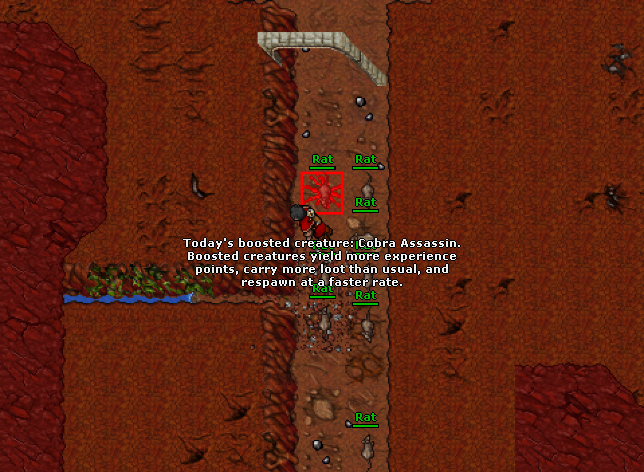 Rat Rat
Rat
Today's boosted creature: Cobra Assassin.
Boosted creatures yield more experience
points, carry more loot than usual, and
respawn at a faster rate.
Rat Rat
Rat